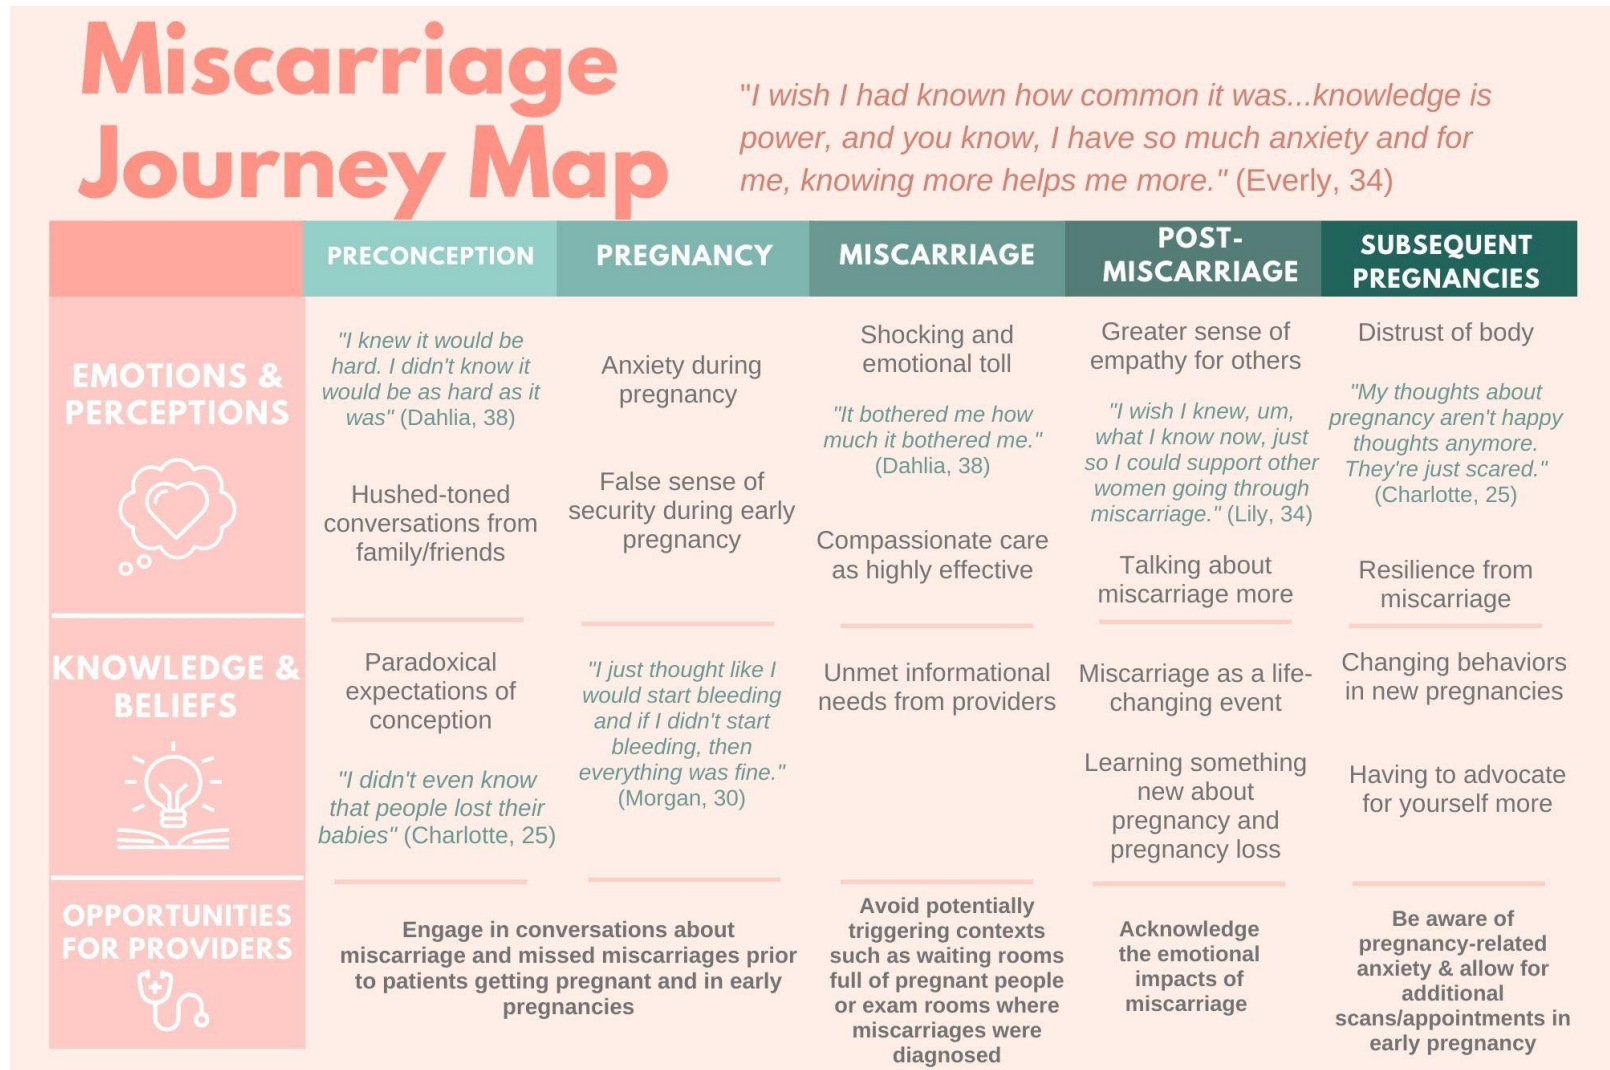 Miscarriage
Journey Map
"I wish I had known how common it was...knowledge is
power, and you know, I have so much anxiety and for
me, knowing more helps me more." (Everly, 34)
PRECONCEPTION
PREGNANCY
MISCARRIAGE
POST-
MISCARRIAGE
SUBSEQUENT
PREGNANCIES
EMOTIONS &
PERCEPTIONS
"I knew it would be
hard. I didn't know it
would be as hard as it
was" (Dahlia, 38)
Hushed-toned
conversations from
family/friends
Anxiety during
pregnancy
False sense of
security during early
pregnancy
Shocking and
emotional toll
"It bothered me how
much it bothered me."
(Dahlia, 38)
Compassionate care
as highly effective
Greater sense of
empathy for others
"I wish I knew, um,
what I know now, just
so I could support other
women going through
miscarriage." (Lily, 34)
Talking about
miscarriage more
Distrust of body
"My thoughts about
pregnancy aren't happy
thoughts anymore.
They're just scared."
(Charlotte, 25)
Resilience from
miscarriage
KNOWLEDGE &
BELIEFS
Paradoxical
expectations of
conception
"I didn't even know
that people lost their
babies" (Charlotte, 25)
"I just thought like I
would start bleeding
and if I didn't start
bleeding, then
everything was fine."
(Morgan, 30)
Unmet informational
needs from providers
Miscarriage as a life-
changing event
Learning something
new about
pregnancy and
pregnancy loss
Changing behaviors
in new pregnancies
Having to advocate
for yourself more
OPPORTUNITIES
FOR PROVIDERS
Engage in conversations about
miscarriage and missed miscarriages prior
to patients getting pregnant and in early
pregnancies
Avoid potentially
triggering contexts
such as waiting rooms
full of pregnant people
or exam rooms where
miscarriages were
diagnosed
Acknowledge
the emotional
impacts of
miscarriage
Be aware of
pregnancy-related
anxiety & allow for
additional
scans/appointments in
early pregnancy